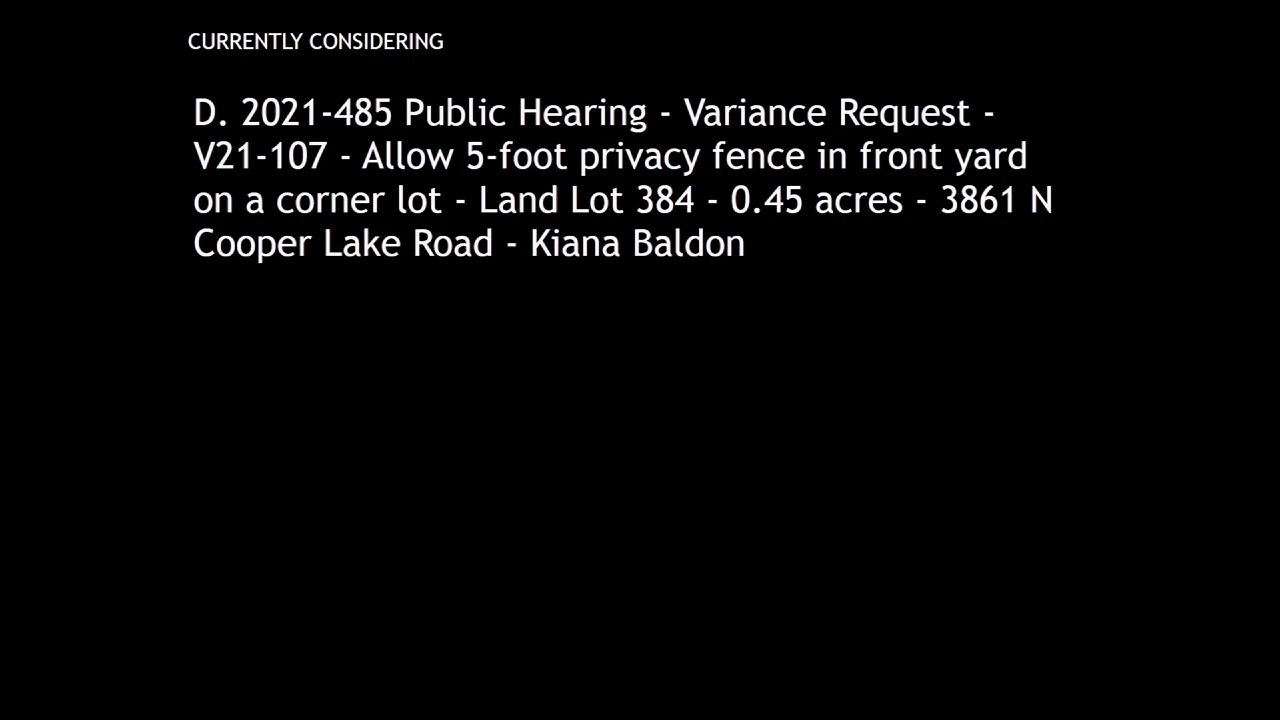 CURRENTLY CONSIDERING
D. 2021-485 Public Hearing - Variance Request -
V21-107 - Allow 5-foot privacy fence in front yard
on a corner lot - Land Lot 384 - 0.45 acres - 3861 N
Cooper Lake Road - Kiana Baldon